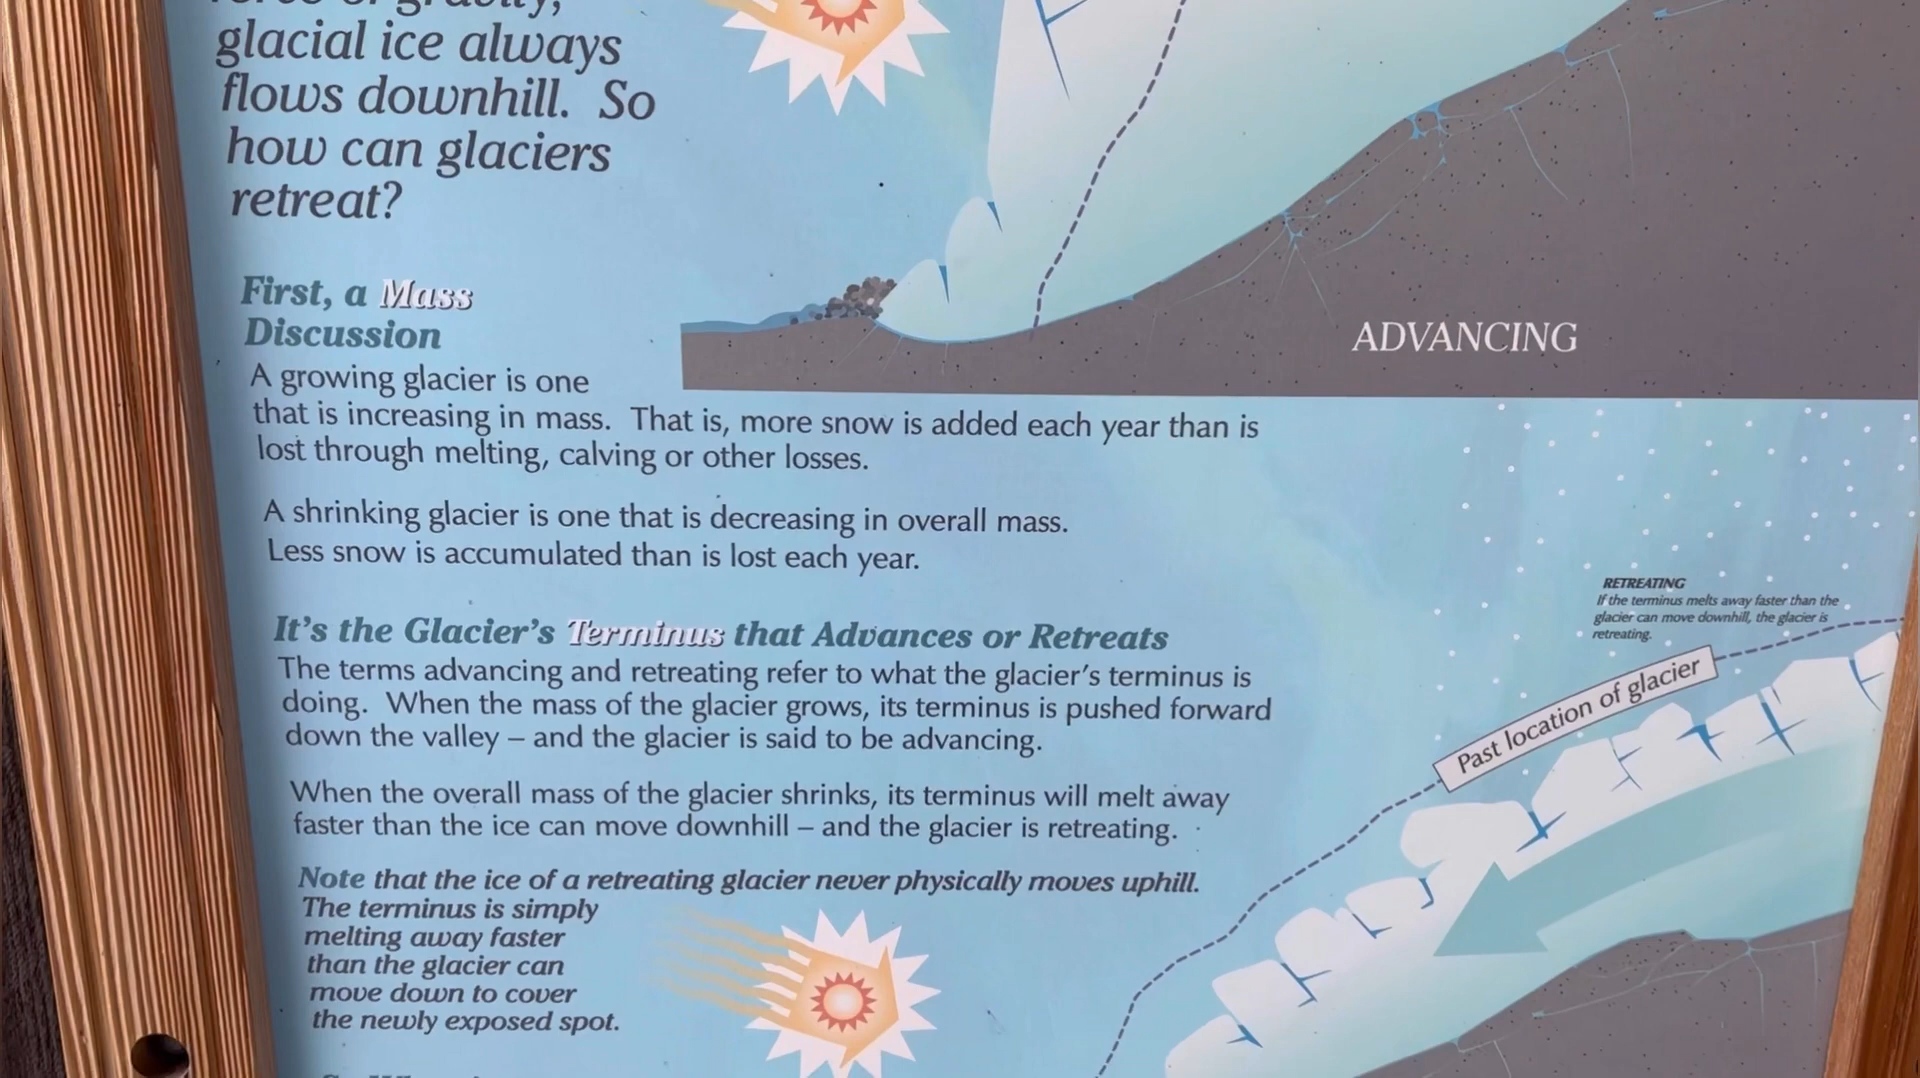 force of gravity,
glacial ice always
flows downhill. So
how can glaciers
retreat?
First, a Mass
Discussion
A growing glacier is one
that is increasing in mass. That is, more snow is added each year than is
lost through melting, calving or other losses.
A shrinking glacier is one that is decreasing in overall mass.
Less snow is accumulated than is lost each year.
It's the Glacier's Terminus that Advances or Retreats
The terms advancing and retreating refer to what the glacier's terminus is
doing. When the mass of the glacier grows, its terminus is pushed forward
down the valley – and the glacier is said to be advancing.
When the overall mass of the glacier shrinks, its terminus will melt away
faster than the ice can move downhill – and the glacier is retreating.
Note that the ice of a retreating glacier never physically moves uphill.
The terminus is simply
melting away faster
than the glacier can
move down to cover
the newly exposed spot.
ADVANCING
RETREATING
If the terminus melts away faster than the
glacier can move downhill, the glacier is
retreating.
Past location of glacier